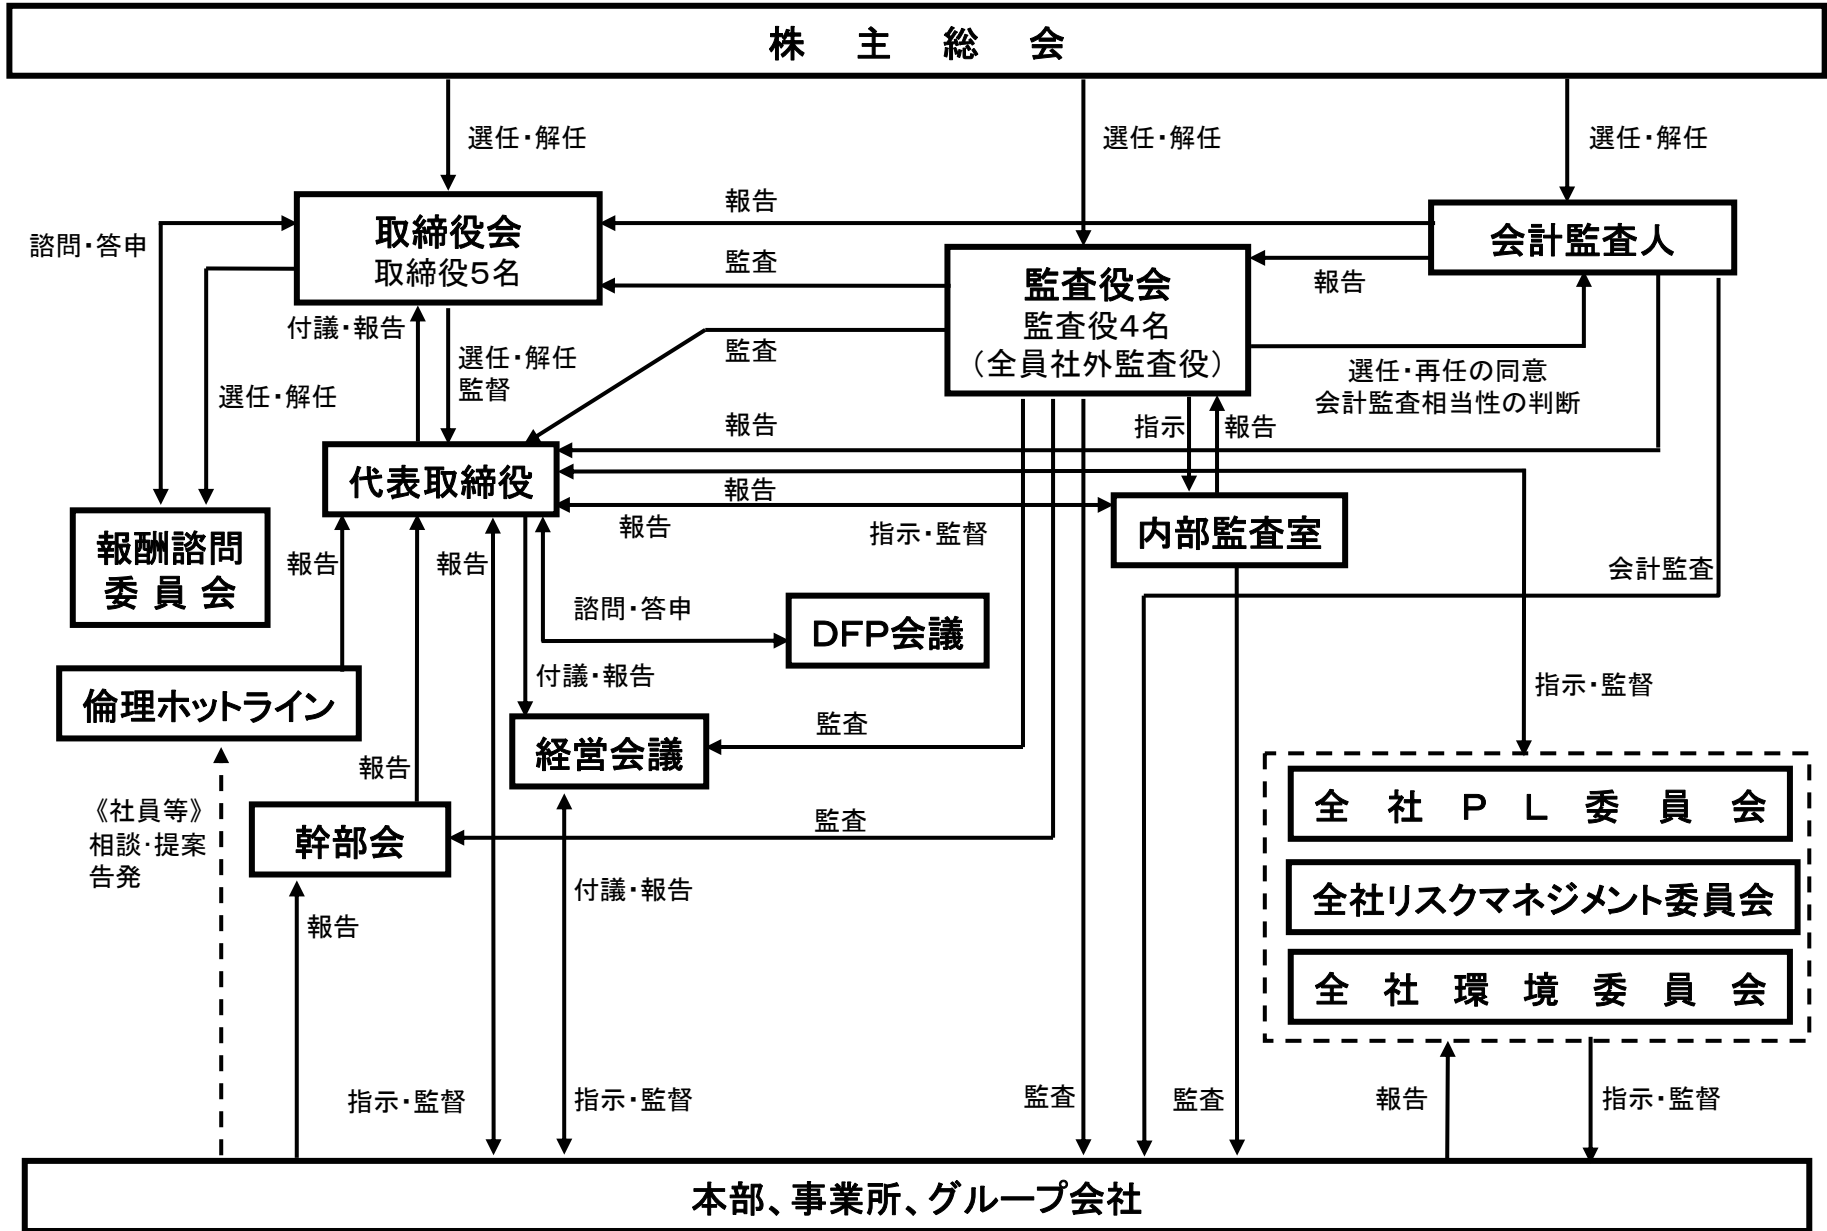 株 主 総 会
選任・解任
選任・解任
選任・解任
取締役会
取締役5名
報告
会計監査人
諮問・答申
監査
監査役会
監査役4名
(全員社外監査役)
報告
付議・報告
選任・解任
監督
監査
選任・再任の同意
会計監査相当性の判断
選任・解任
報告
指示
報告
代表取締役
報告
報告
指示・監督
内部監査室
報酬諮問
委 員 会
報告
報告
会計監査
諮問・答申
DFP会議
付議・報告
指示・監督
倫理ホットライン
監査
経営会議
報告
《社員等》
相談・提案
告発
幹部会
監査
全 社 P L 委 員 会
付議・報告
全社リスクマネジメント委員会
報告
全 社 環 境 委 員 会
指示・監督
指示・監督
監査
監査
報告
指示・監督
本部、事業所、グループ会社